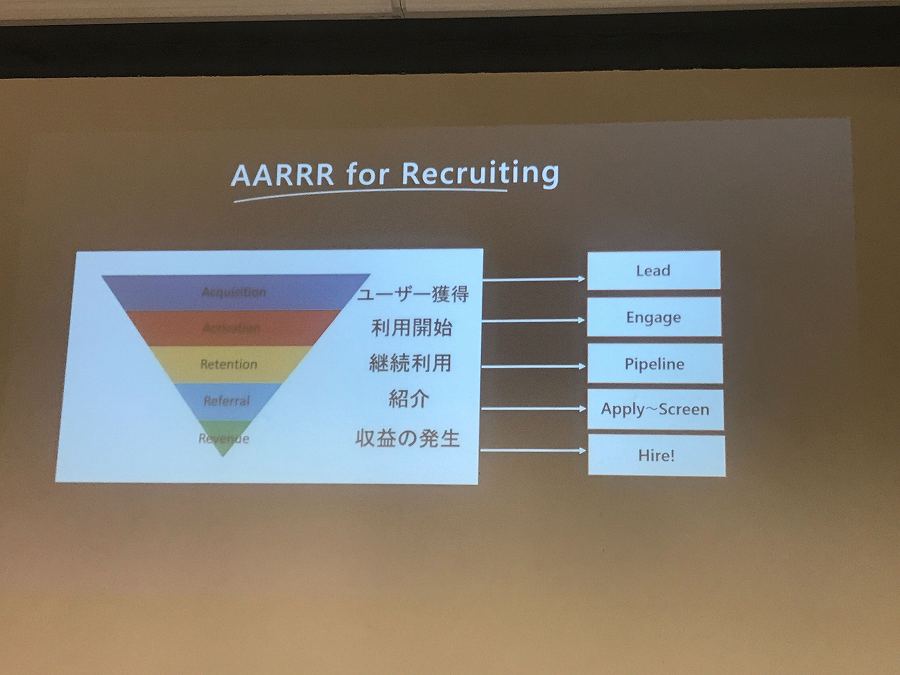 AARRR for Recruiting
Acquisition ユーザー獲得 Lead
Activation 利用開始 Engage
Retention 継続利用 Pipeline
Referral 紹介 Apply～Screen
Revenue 収益の発生 Hire!